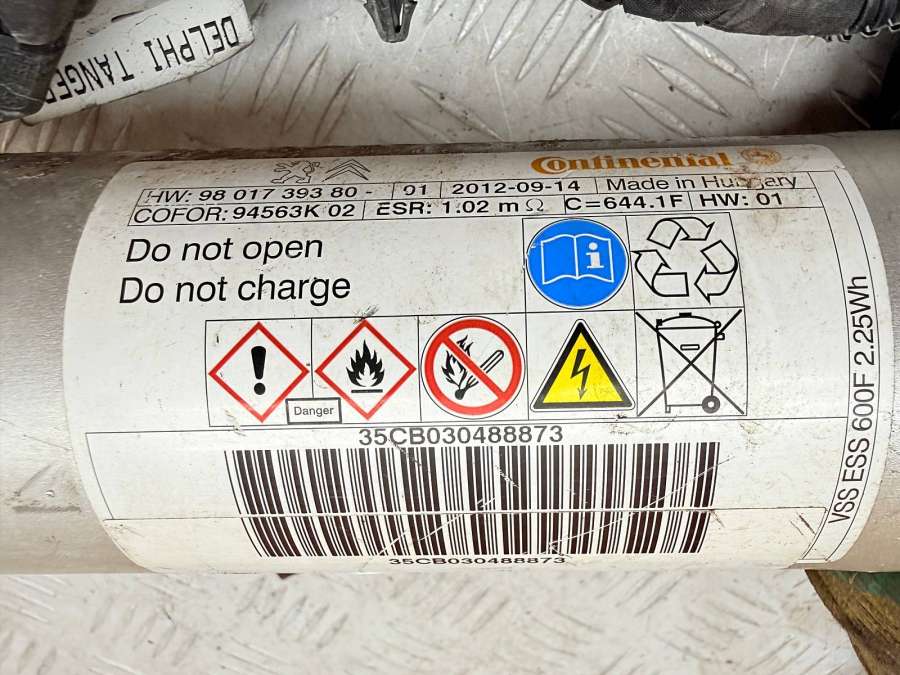 DELPHI TANGER
Continental
HW: 98 017 393 80 - 01 2012-09-14 Made in Hungary
COFOR: 94563K 02 ESR: 1.02 mΩ C=644.1F HW: 01
Do not open
Do not charge
Danger
35CB030488873
35CB030488873
VSS ESS 600F 2.25Wh